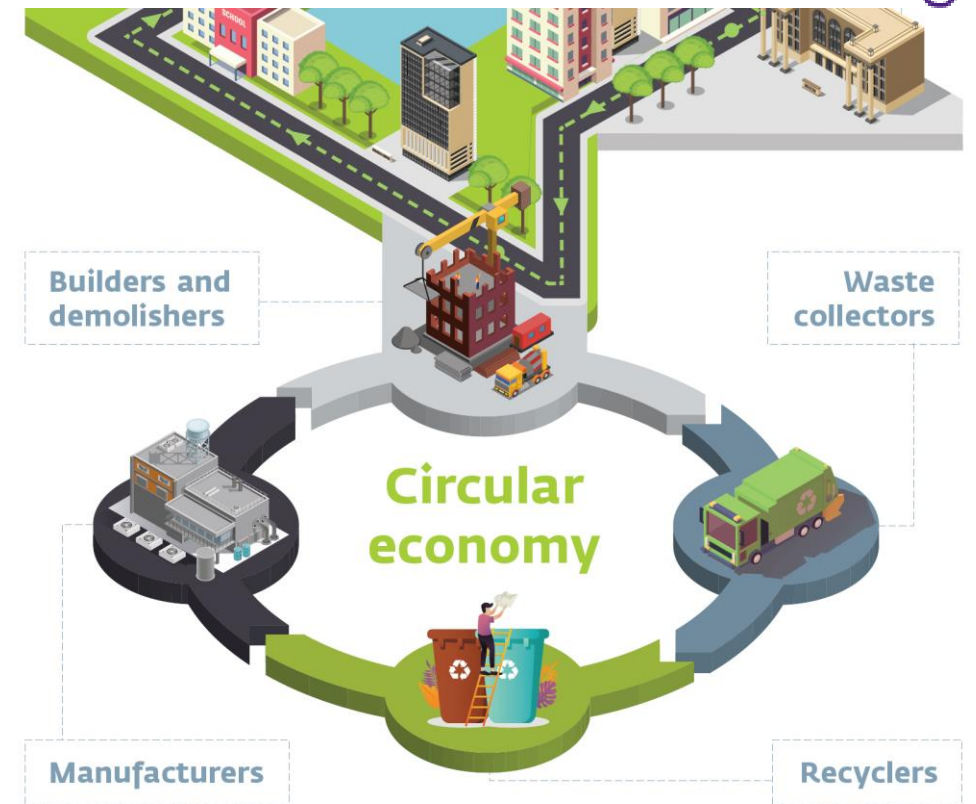 SCHOOL
Builders and
demolishers
Waste
collectors
Circular
economy
Manufacturers
Recyclers